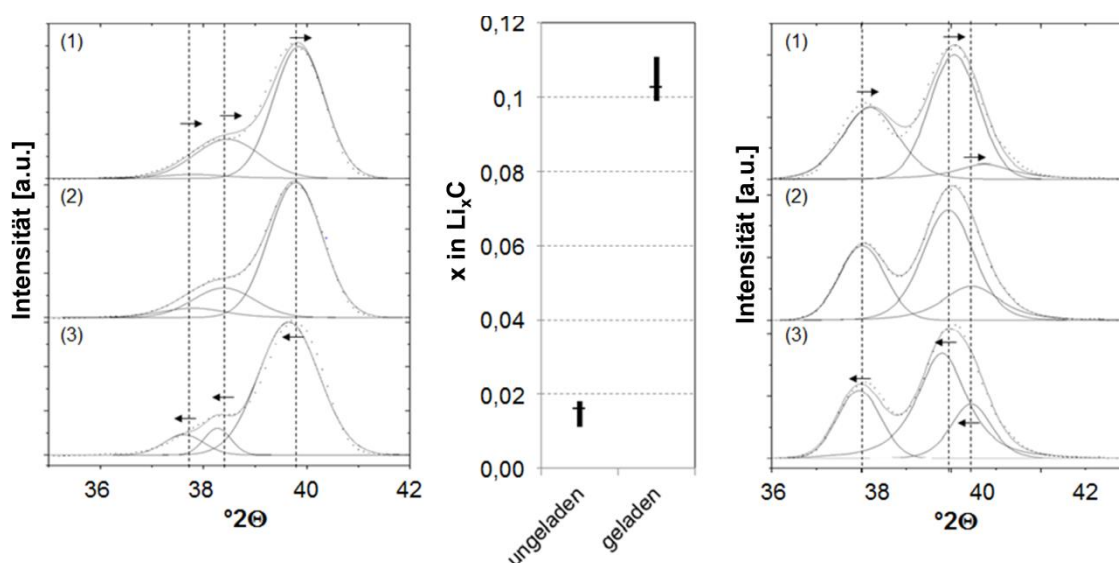 (1)
(2)
(3)
Intensität [a.u.]
36 38 40 42
°2Θ
0,12
0,1
0,08
0,06
0,04
0,02
0,00
x in LiₓC
ungeladen
geladen
(1)
(2)
(3)
Intensität [a.u.]
36 38 40 42
°2Θ